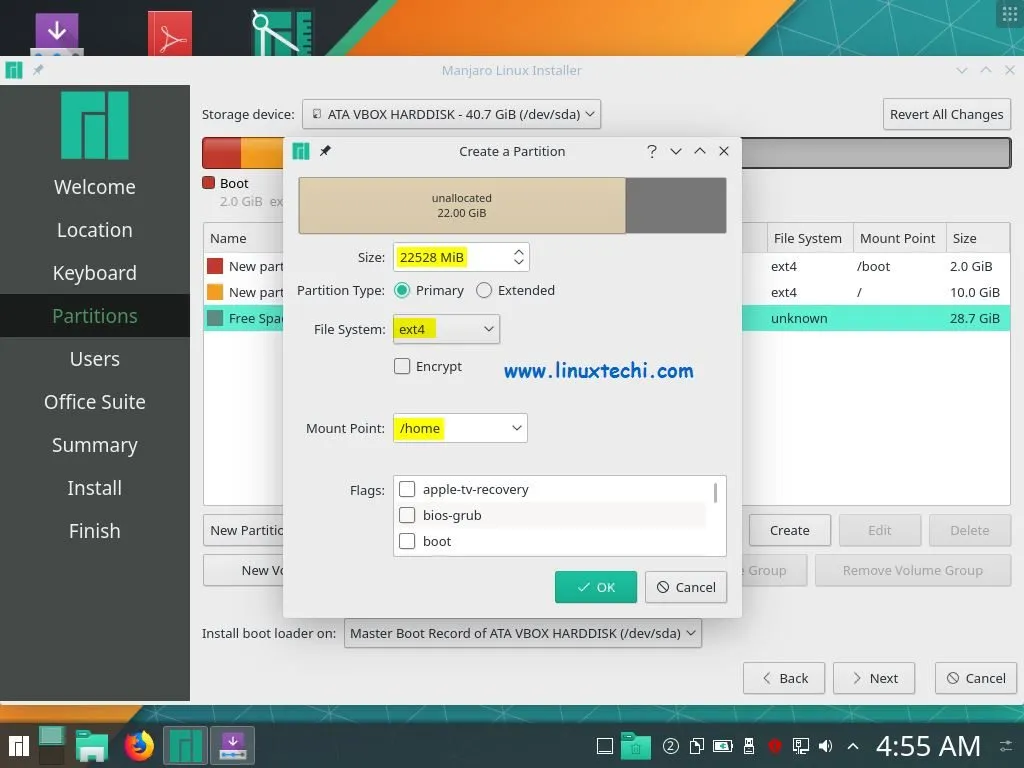 Manjaro Linux Installer
Welcome
Location
Keyboard
Partitions
Users
Office Suite
Summary
Install
Finish
Storage device: ATA VBOX HARDDISK - 40.7 GiB (/dev/sda) Revert All Changes
Boot
2.0 GiB
Name File System Mount Point Size
New part ext4 /boot 2.0 GiB
New part ext4 / 10.0 GiB
Free Spa unknown 28.7 GiB
New Partitio Create Edit Delete
New Vo Group Remove Volume Group
Install boot loader on: Master Boot Record of ATA VBOX HARDDISK (/dev/sda)
Back Next Cancel
Create a Partition
unallocated
22.00 GiB
Size: 22528 MiB
Partition Type: Primary Extended
File System: ext4
Encrypt
www.linuxtechi.com
Mount Point: /home
Flags: apple-tv-recovery
bios-grub
boot
OK Cancel
2 4:55 AM